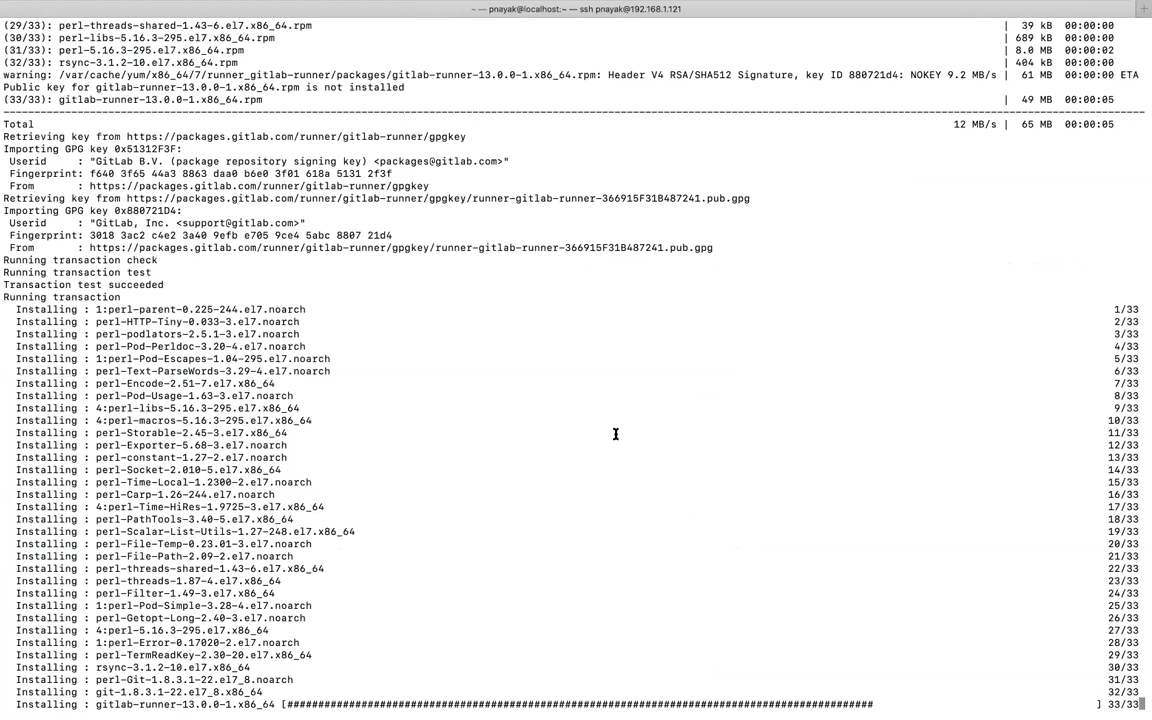 ~ — pnayak@localhost:~ — ssh pnayak@192.168.1.121
(29/33): perl-threads-shared-1.43-6.el7.x86_64.rpm | 39 kB 00:00:00
(30/33): perl-libs-5.16.3-295.el7.x86_64.rpm | 689 kB 00:00:00
(31/33): perl-5.16.3-295.el7.x86_64.rpm | 8.0 MB 00:00:02
(32/33): rsync-3.1.2-10.el7.x86_64.rpm | 404 kB 00:00:00
warning: /var/cache/yum/x86_64/7/runner_gitlab-runner/packages/gitlab-runner-13.0.0-1.x86_64.rpm: Header V4 RSA/SHA512 Signature, key ID 880721d4: NOKEY 9.2 MB/s | 61 MB 00:00:00 ETA
Public key for gitlab-runner-13.0.0-1.x86_64.rpm is not installed
(33/33): gitlab-runner-13.0.0-1.x86_64.rpm | 49 MB 00:00:05
--------------------------------------------------------------------------------
Total 12 MB/s | 65 MB 00:00:05
Retrieving key from https://packages.gitlab.com/runner/gitlab-runner/gpgkey
Importing GPG key 0x51312F3F:
Userid : "GitLab B.V. (package repository signing key) <packages@gitlab.com>"
Fingerprint: f640 3f65 44a3 8863 daa0 b6e0 3f01 618a 5131 2f3f
From : https://packages.gitlab.com/runner/gitlab-runner/gpgkey
Retrieving key from https://packages.gitlab.com/runner/gitlab-runner/gpgkey/runner-gitlab-runner-366915F31B487241.pub.gpg
Importing GPG key 0x880721D4:
Userid : "GitLab, Inc. <support@gitlab.com>"
Fingerprint: 3018 3ac2 c4e2 3a40 9efb e705 9ce4 5abc 8807 21d4
From : https://packages.gitlab.com/runner/gitlab-runner/gpgkey/runner-gitlab-runner-366915F31B487241.pub.gpg
Running transaction check
Running transaction test
Transaction test succeeded
Running transaction
Installing : 1:perl-parent-0.225-244.el7.noarch 1/33
Installing : perl-HTTP-Tiny-0.033-3.el7.noarch 2/33
Installing : perl-podlators-2.5.1-3.el7.noarch 3/33
Installing : perl-Pod-Perldoc-3.20-4.el7.noarch 4/33
Installing : 1:perl-Pod-Escapes-1.04-295.el7.noarch 5/33
Installing : perl-Text-ParseWords-3.29-4.el7.noarch 6/33
Installing : perl-Encode-2.51-7.el7.x86_64 7/33
Installing : perl-Pod-Usage-1.63-3.el7.noarch 8/33
Installing : 4:perl-libs-5.16.3-295.el7.x86_64 9/33
Installing : 4:perl-macros-5.16.3-295.el7.x86_64 10/33
Installing : perl-Storable-2.45-3.el7.x86_64 11/33
Installing : perl-Exporter-5.68-3.el7.noarch 12/33
Installing : perl-constant-1.27-2.el7.noarch 13/33
Installing : perl-Socket-2.010-5.el7.x86_64 14/33
Installing : perl-Time-Local-1.2300-2.el7.noarch 15/33
Installing : perl-Carp-1.26-244.el7.noarch 16/33
Installing : 4:perl-Time-HiRes-1.9725-3.el7.x86_64 17/33
Installing : perl-PathTools-3.40-5.el7.x86_64 18/33
Installing : perl-Scalar-List-Utils-1.27-248.el7.x86_64 19/33
Installing : perl-File-Temp-0.23.01-3.el7.noarch 20/33
Installing : perl-File-Path-2.09-2.el7.noarch 21/33
Installing : perl-threads-shared-1.43-6.el7.x86_64 22/33
Installing : perl-threads-1.87-4.el7.x86_64 23/33
Installing : perl-Filter-1.49-3.el7.x86_64 24/33
Installing : 1:perl-Pod-Simple-3.28-4.el7.noarch 25/33
Installing : perl-Getopt-Long-2.40-3.el7.noarch 26/33
Installing : 4:perl-5.16.3-295.el7.x86_64 27/33
Installing : 1:perl-Error-0.17020-2.el7.noarch 28/33
Installing : perl-TermReadKey-2.30-20.el7.x86_64 29/33
Installing : rsync-3.1.2-10.el7.x86_64 30/33
Installing : perl-Git-1.8.3.1-22.el7_8.noarch 31/33
Installing : git-1.8.3.1-22.el7_8.x86_64 32/33
Installing : gitlab-runner-13.0.0-1.x86_64 [############################################################################################### ] 33/33